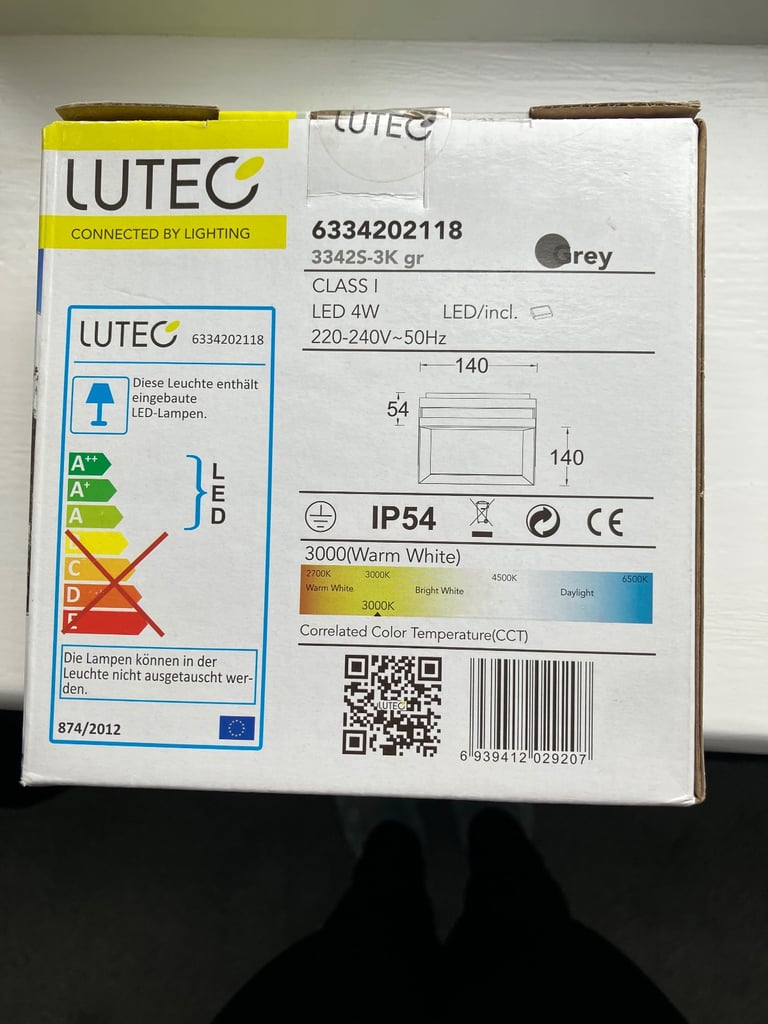 LUTEC
LUTEC
CONNECTED BY LIGHTING
6334202118
3342S-3K gr
Grey
CLASS I
LED 4W LED/incl.
220-240V~50Hz
140
54
140
IP54
CE
3000(Warm White)
2700K 3000K 4500K 6500K
Warm White Bright White Daylight
3000K
Correlated Color Temperature(CCT)
LUTEC
6 939412 029207
LUTEC 6334202118
Diese Leuchte enthält
eingebaute
LED-Lampen.
A++
A+
A
C
D
E
L
E
D
Die Lampen können in der
Leuchte nicht ausgetauscht wer-
den.
874/2012